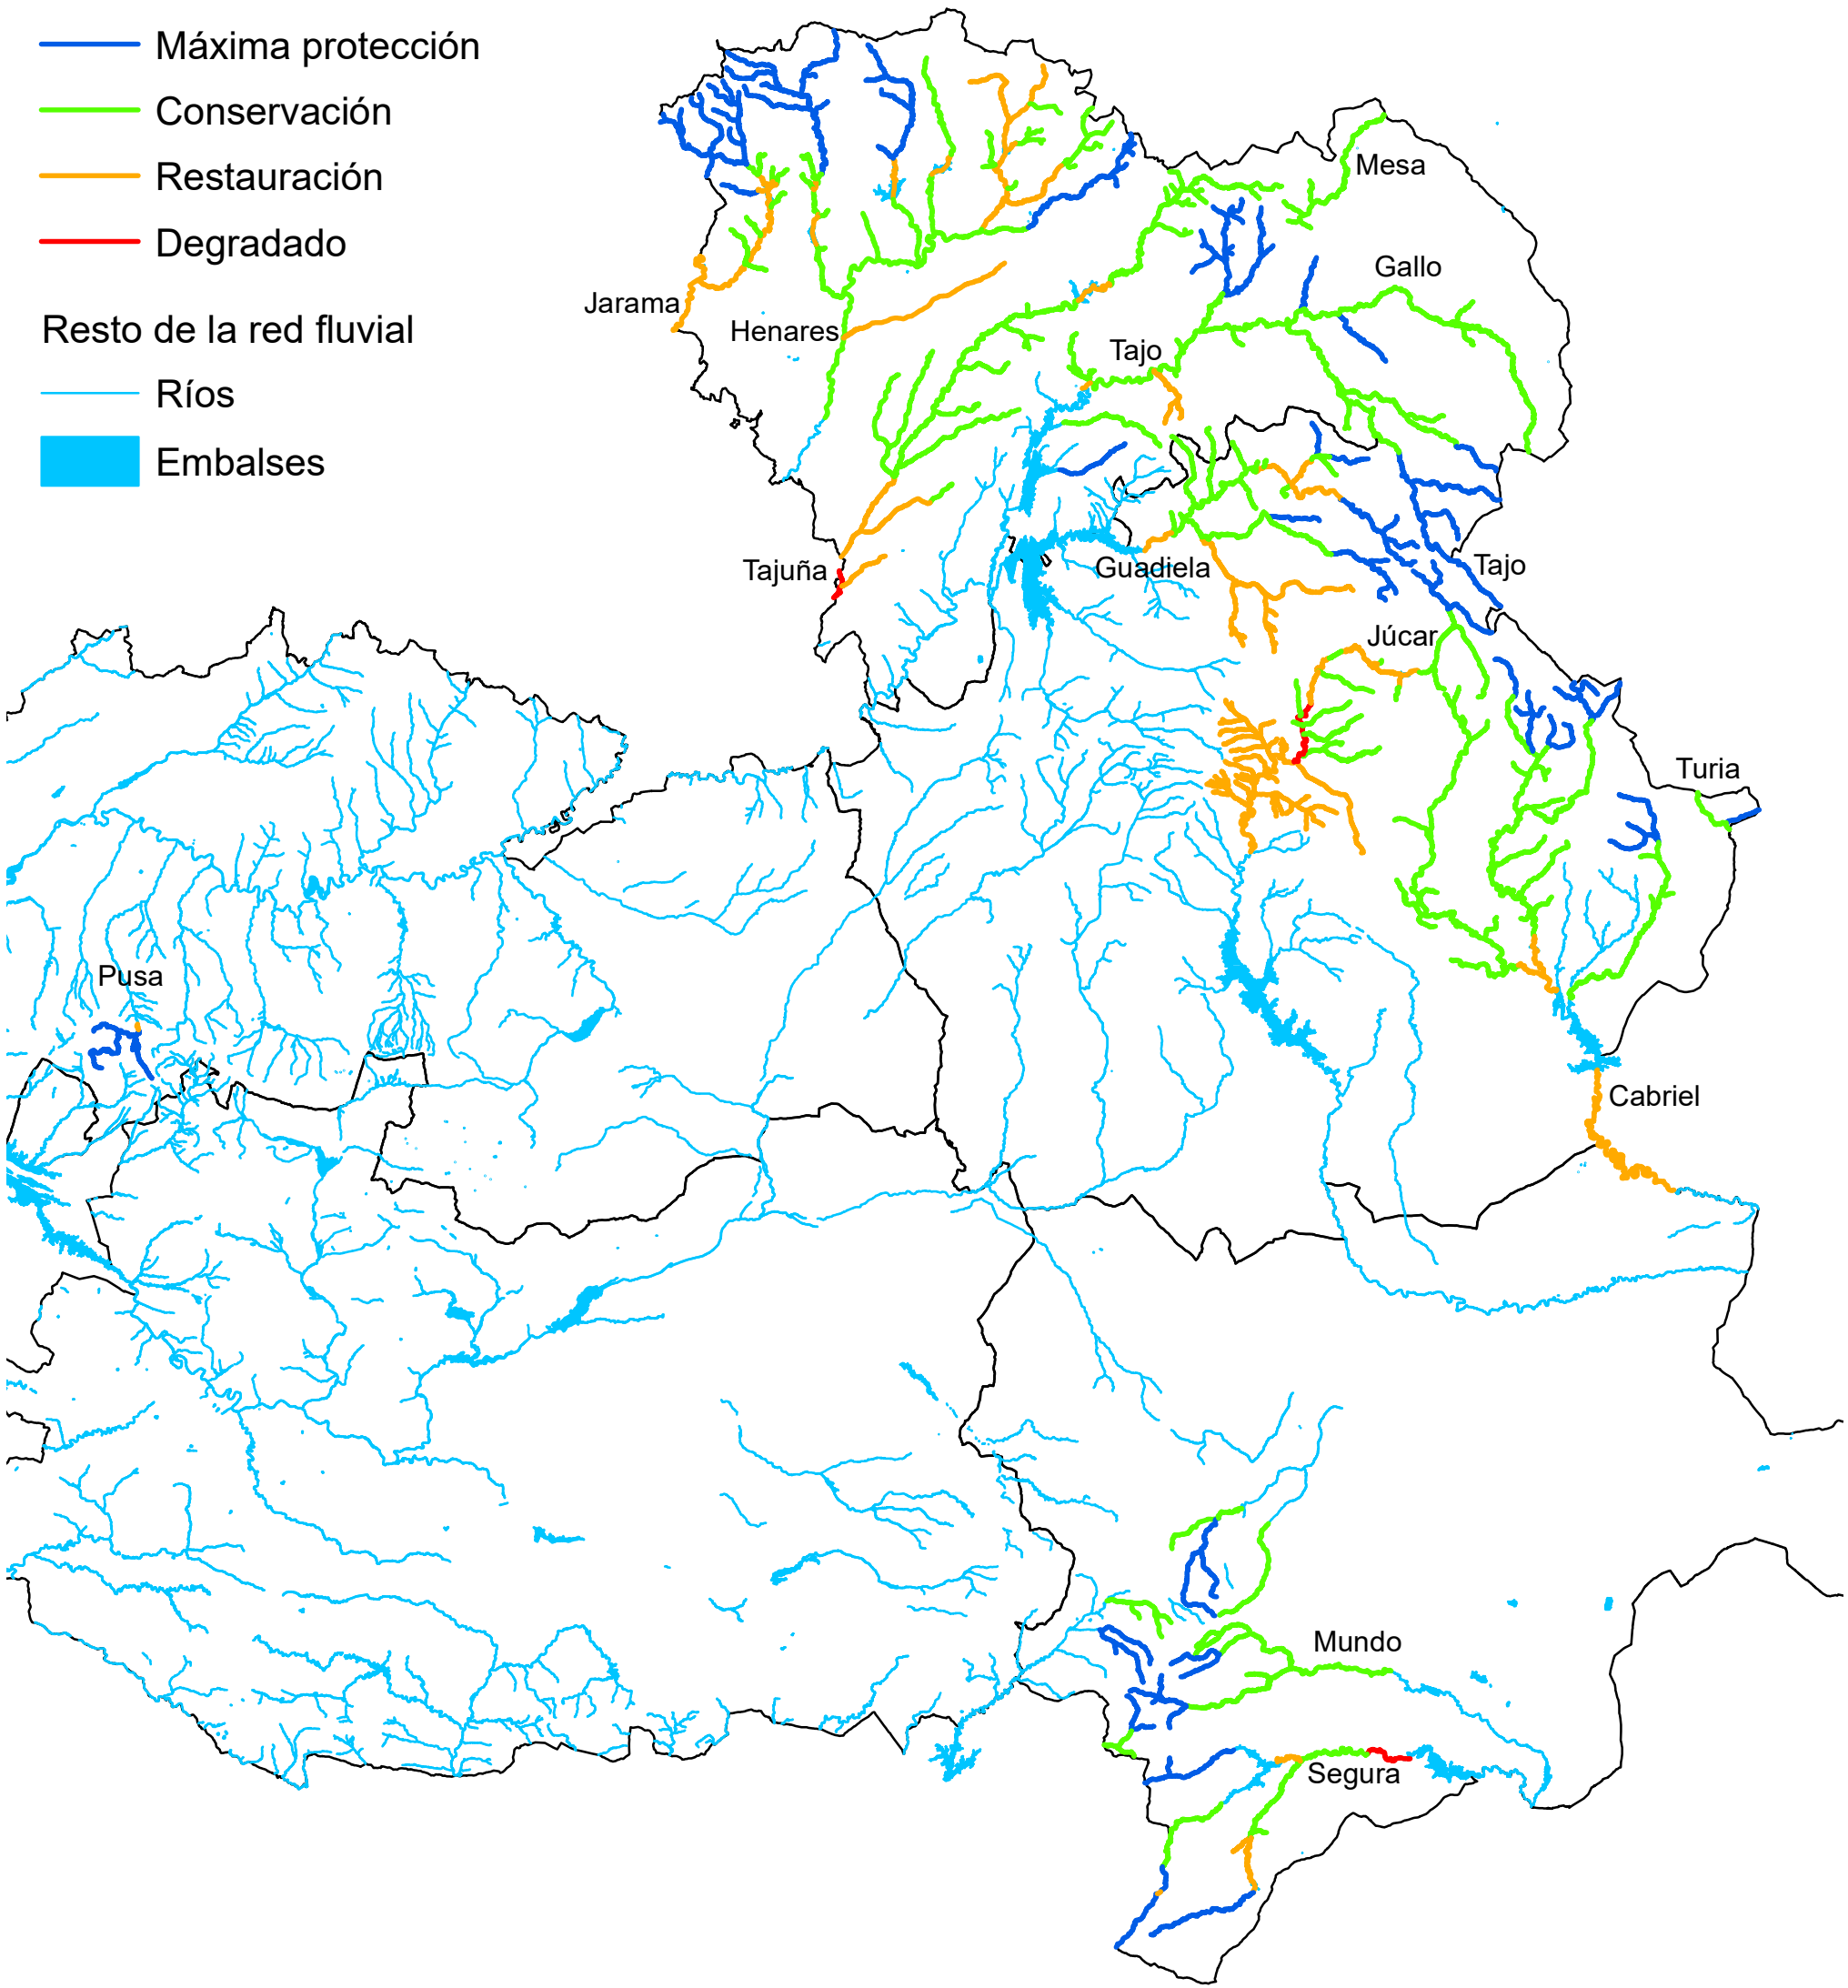 Máxima protección
Conservación
Restauración
Degradado
Resto de la red fluvial
Ríos
Embalses
Mesa
Gallo
Jarama
Henares
Tajo
Tajuña
Guadiela
Tajo
Júcar
Turia
Pusa
Cabriel
Mundo
Segura